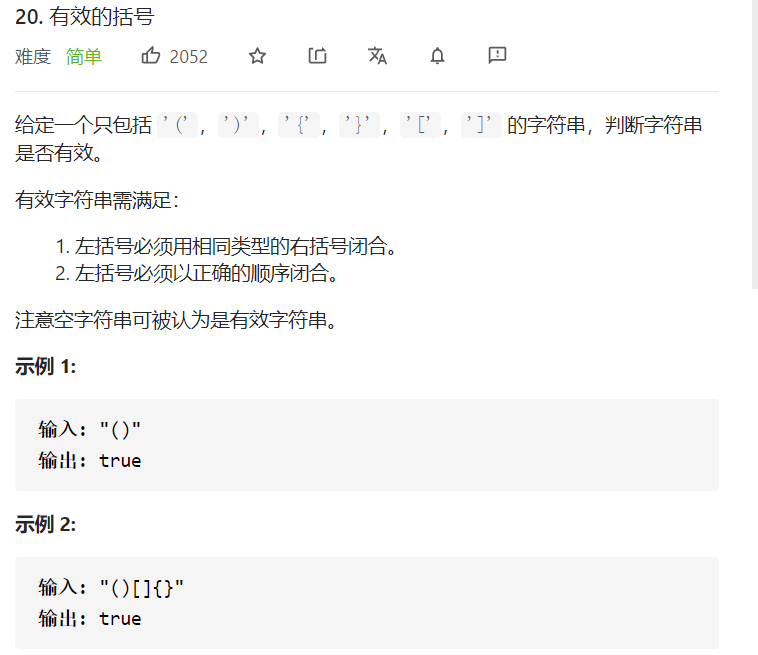 20. 有效的括号
难度 简单 2052
给定一个只包括 '('，')'，'{'，'}'，'['，']' 的字符串，判断字符串
是否有效。
有效字符串需满足：
1. 左括号必须用相同类型的右括号闭合。
2. 左括号必须以正确的顺序闭合。
注意空字符串可被认为是有效字符串。
示例 1:
输入: "()"
输出: true
示例 2:
输入: "()[]{}"
输出: true